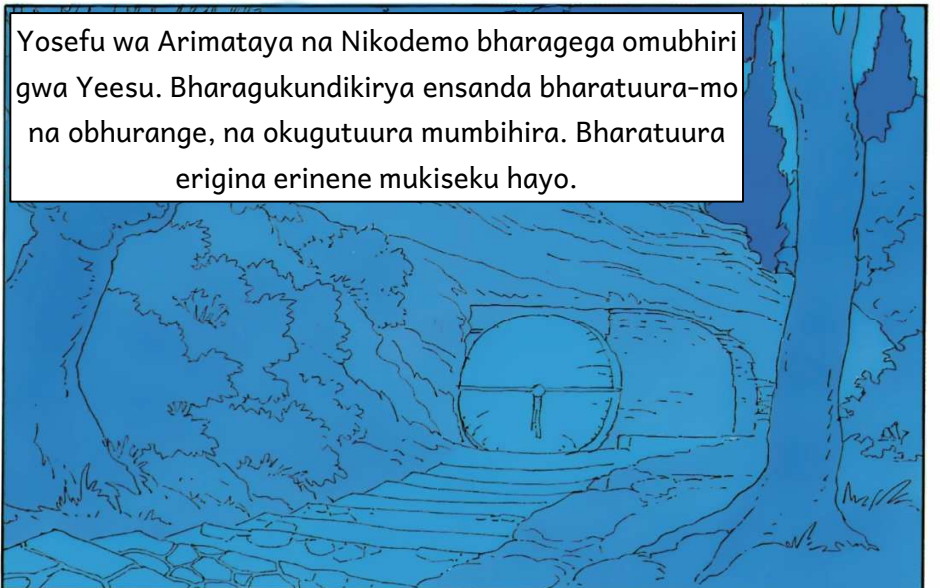 Yosefu wa Arimataya na Nikodemo bharagega omubhiri
gwa Yeesu. Bharagukundikirya ensanda bharatuura-mo
na obhurange, na okugutuura mumbihira. Bharatuura
erigina erinene mukiseku hayo.